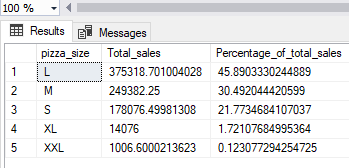 100 %
Results Messages
pizza_size Total_sales Percentage_of_total_sales
1 L 375318.701004028 45.8903330244889
2 M 249382.25 30.492044420599
3 S 178076.49981308 21.7734684107037
4 XL 14076 1.72107684995364
5 XXL 1006.6000213623 0.123077294254725